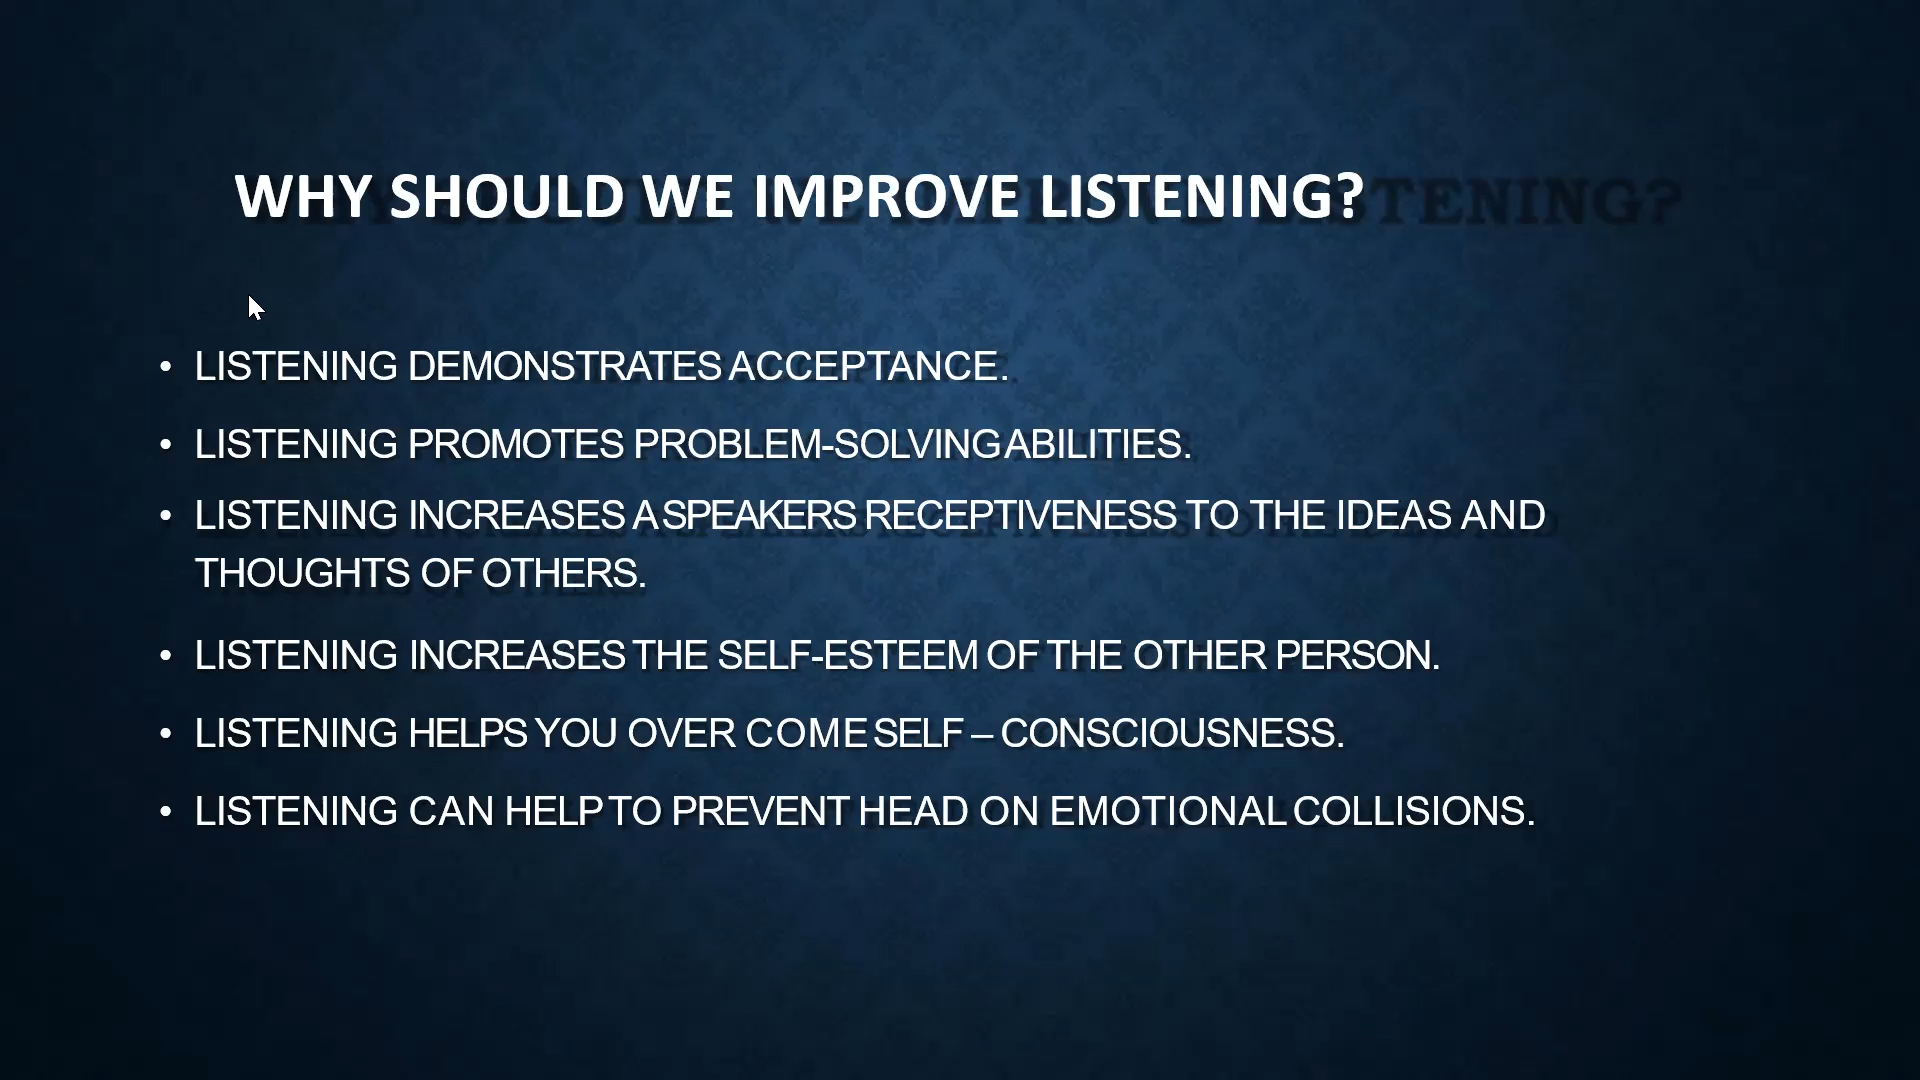 WHY SHOULD WE IMPROVE LISTENING?
• LISTENING DEMONSTRATES ACCEPTANCE.
• LISTENING PROMOTES PROBLEM-SOLVING ABILITIES.
• LISTENING INCREASES A SPEAKERS RECEPTIVENESS TO THE IDEAS AND
THOUGHTS OF OTHERS.
• LISTENING INCREASES THE SELF-ESTEEM OF THE OTHER PERSON.
• LISTENING HELPS YOU OVER COME SELF – CONSCIOUSNESS.
• LISTENING CAN HELP TO PREVENT HEAD ON EMOTIONAL COLLISIONS.